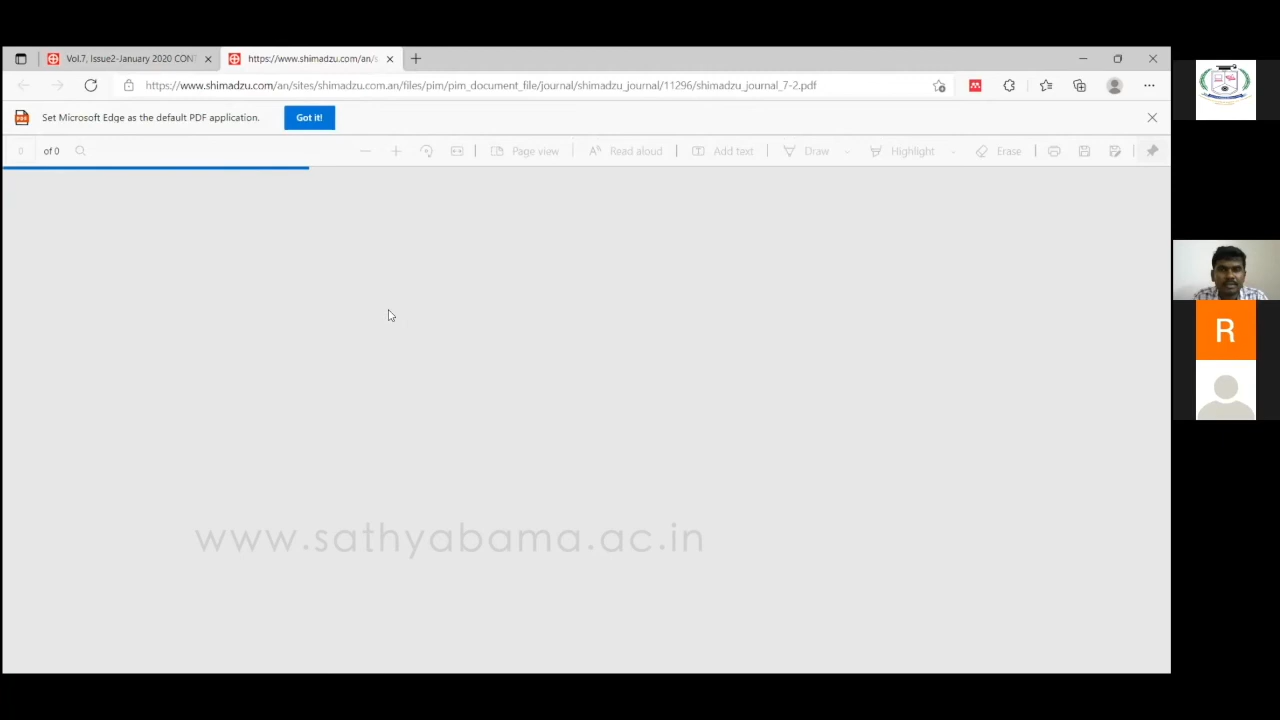 Vol.7, Issue2-January 2020 CONT
https://www.shimadzu.com/an/s
https://www.shimadzu.com/an/sites/shimadzu.com.an/files/pim/pim_document_file/journal/shimadzu_journal/11296/shimadzu_journal_7-2.pdf
Set Microsoft Edge as the default PDF application.
Got it!
0 of 0
Page view
Read aloud
Add text
Draw
Highlight
Erase
R
www.sathyabama.ac.in